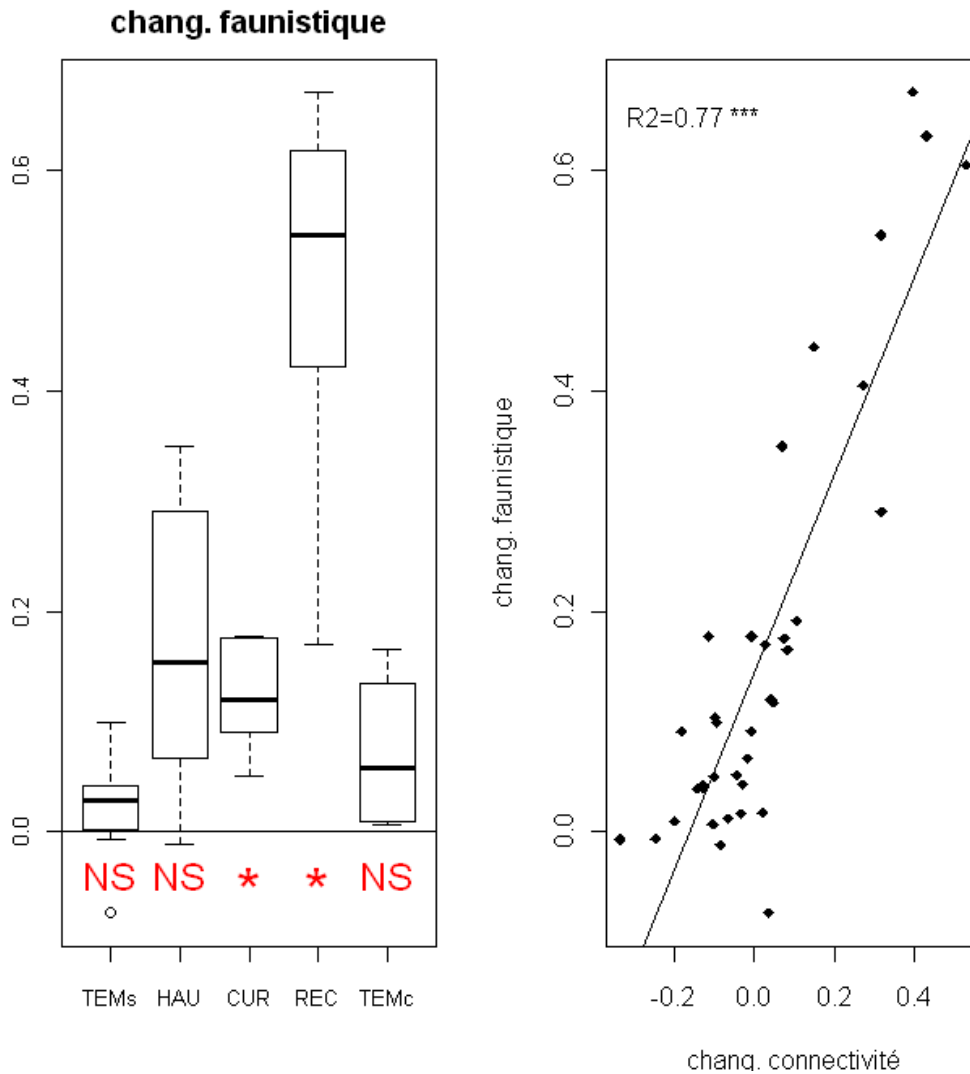 chang. faunistique
0.6
0.4
0.2
0.0
NS NS * * NS
TEMs HAU CUR REC TEMc
R2=0.77 ***
chang. faunistique
0.6
0.4
0.2
0.0
-0.2 0.0 0.2 0.4
chang. connectivité